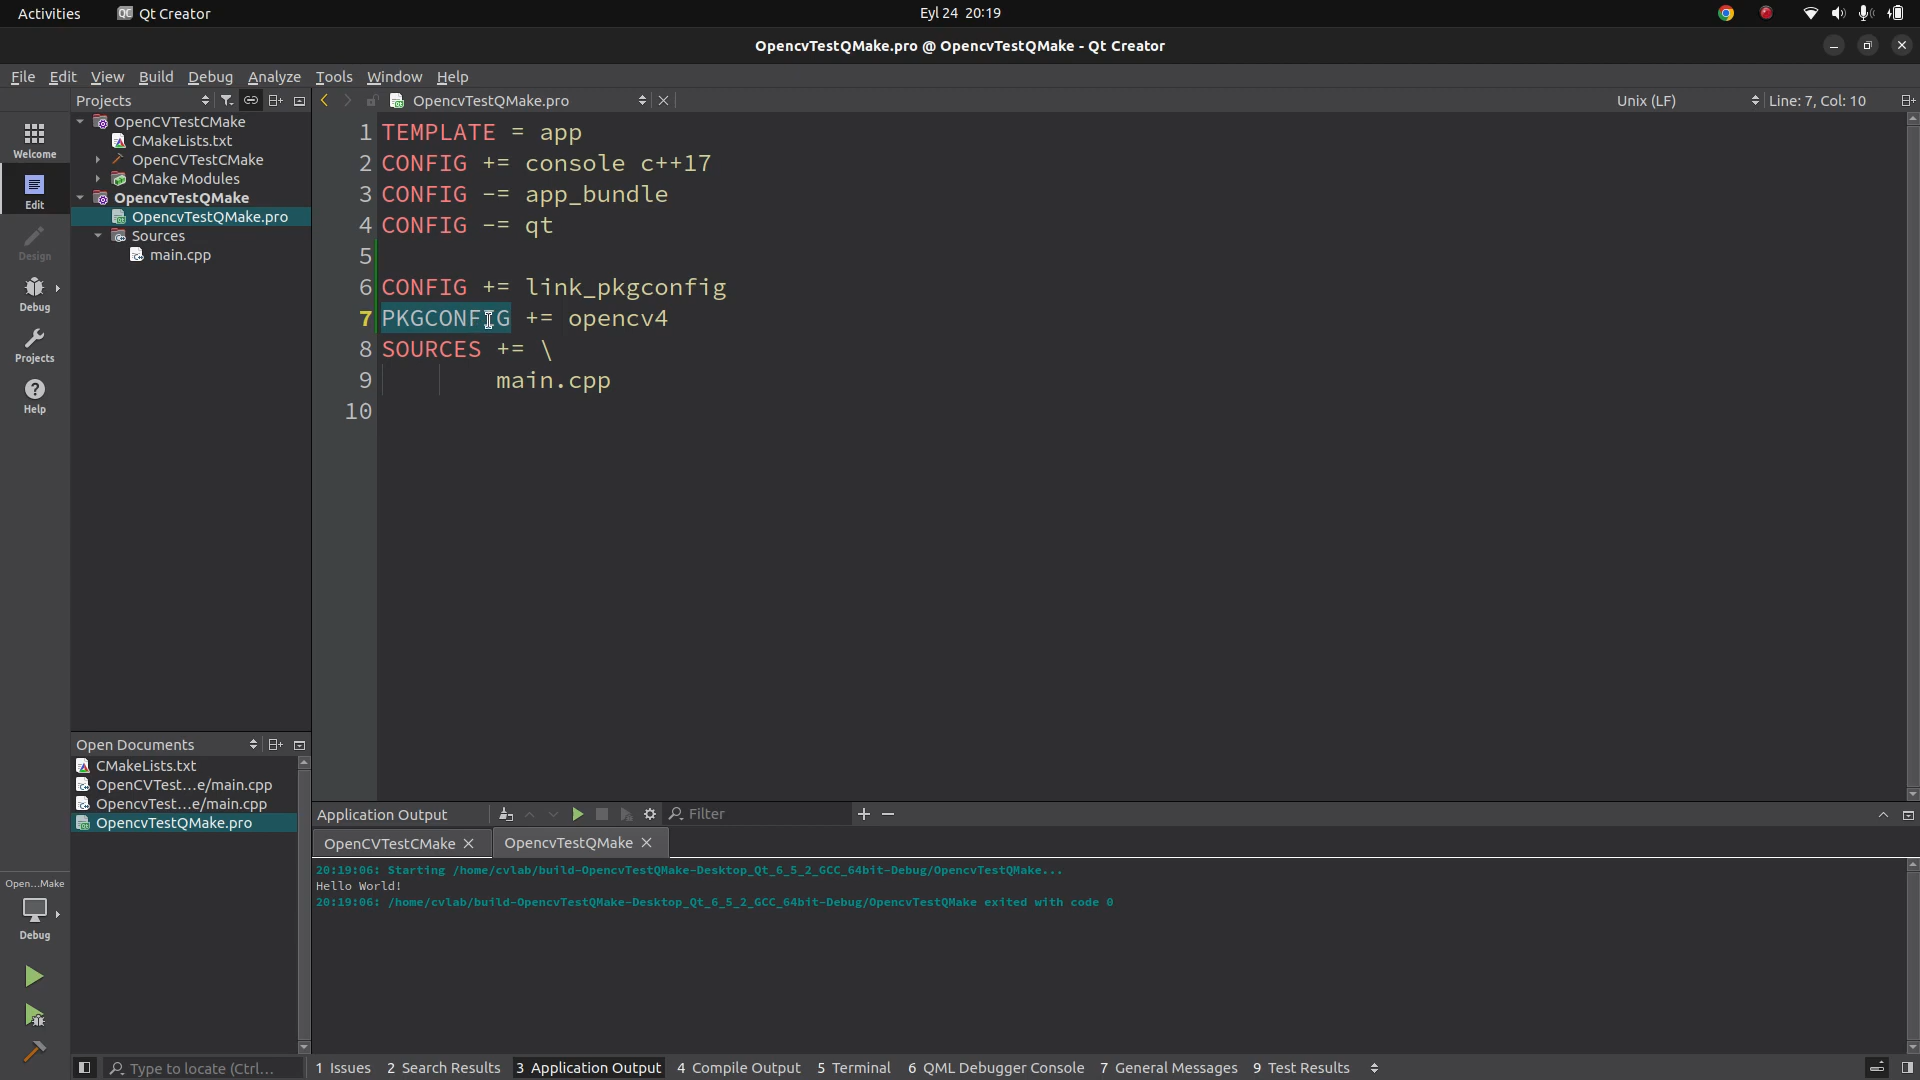 Activities
Qt Creator
Eyl 24 20:19
OpencvTestQMake.pro @ OpencvTestQMake - Qt Creator
File Edit View Build Debug Analyze Tools Window Help
Projects
OpencvTestQMake.pro
Unix (LF)
Line: 7, Col: 10
Welcome
Edit
Design
Debug
Projects
Help
OpenCVTestCMake
CMakeLists.txt
OpenCVTestCMake
CMake Modules
OpencvTestQMake
OpencvTestQMake.pro
Sources
main.cpp
1 TEMPLATE = app
2 CONFIG += console c++17
3 CONFIG -= app_bundle
4 CONFIG -= qt
5
6 CONFIG += link_pkgconfig
7 PKGCONFIG += opencv4
8 SOURCES += \
9 main.cpp
10
Open Documents
CMakeLists.txt
OpenCVTest...e/main.cpp
OpencvTest...e/main.cpp
OpencvTestQMake.pro
Application Output
Filter
OpenCVTestCMake
OpencvTestQMake
20:19:06: Starting /home/cvlab/build-OpencvTestQMake-Desktop_Qt_6_5_2_GCC_64bit-Debug/OpencvTestQMake...
Hello World!
20:19:06: /home/cvlab/build-OpencvTestQMake-Desktop_Qt_6_5_2_GCC_64bit-Debug/OpencvTestQMake exited with code 0
Open...Make
Debug
Type to locate (Ctrl...
1 Issues
2 Search Results
3 Application Output
4 Compile Output
5 Terminal
6 QML Debugger Console
7 General Messages
9 Test Results